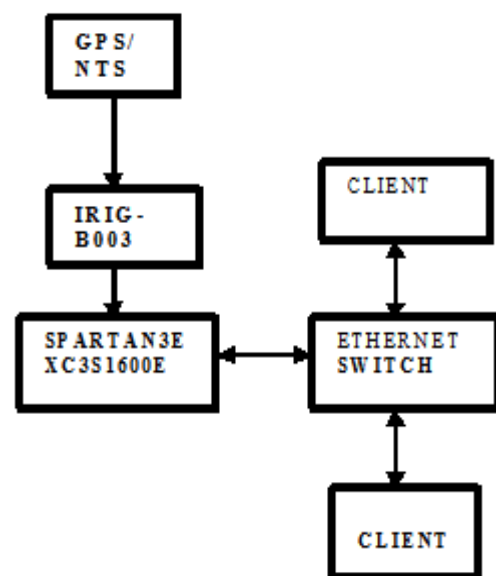 GPS/
NTS
IRIG-
B003
CLIENT
SPARTAN3E
XC3S1600E
ETHERNET
SWITCH
CLIENT